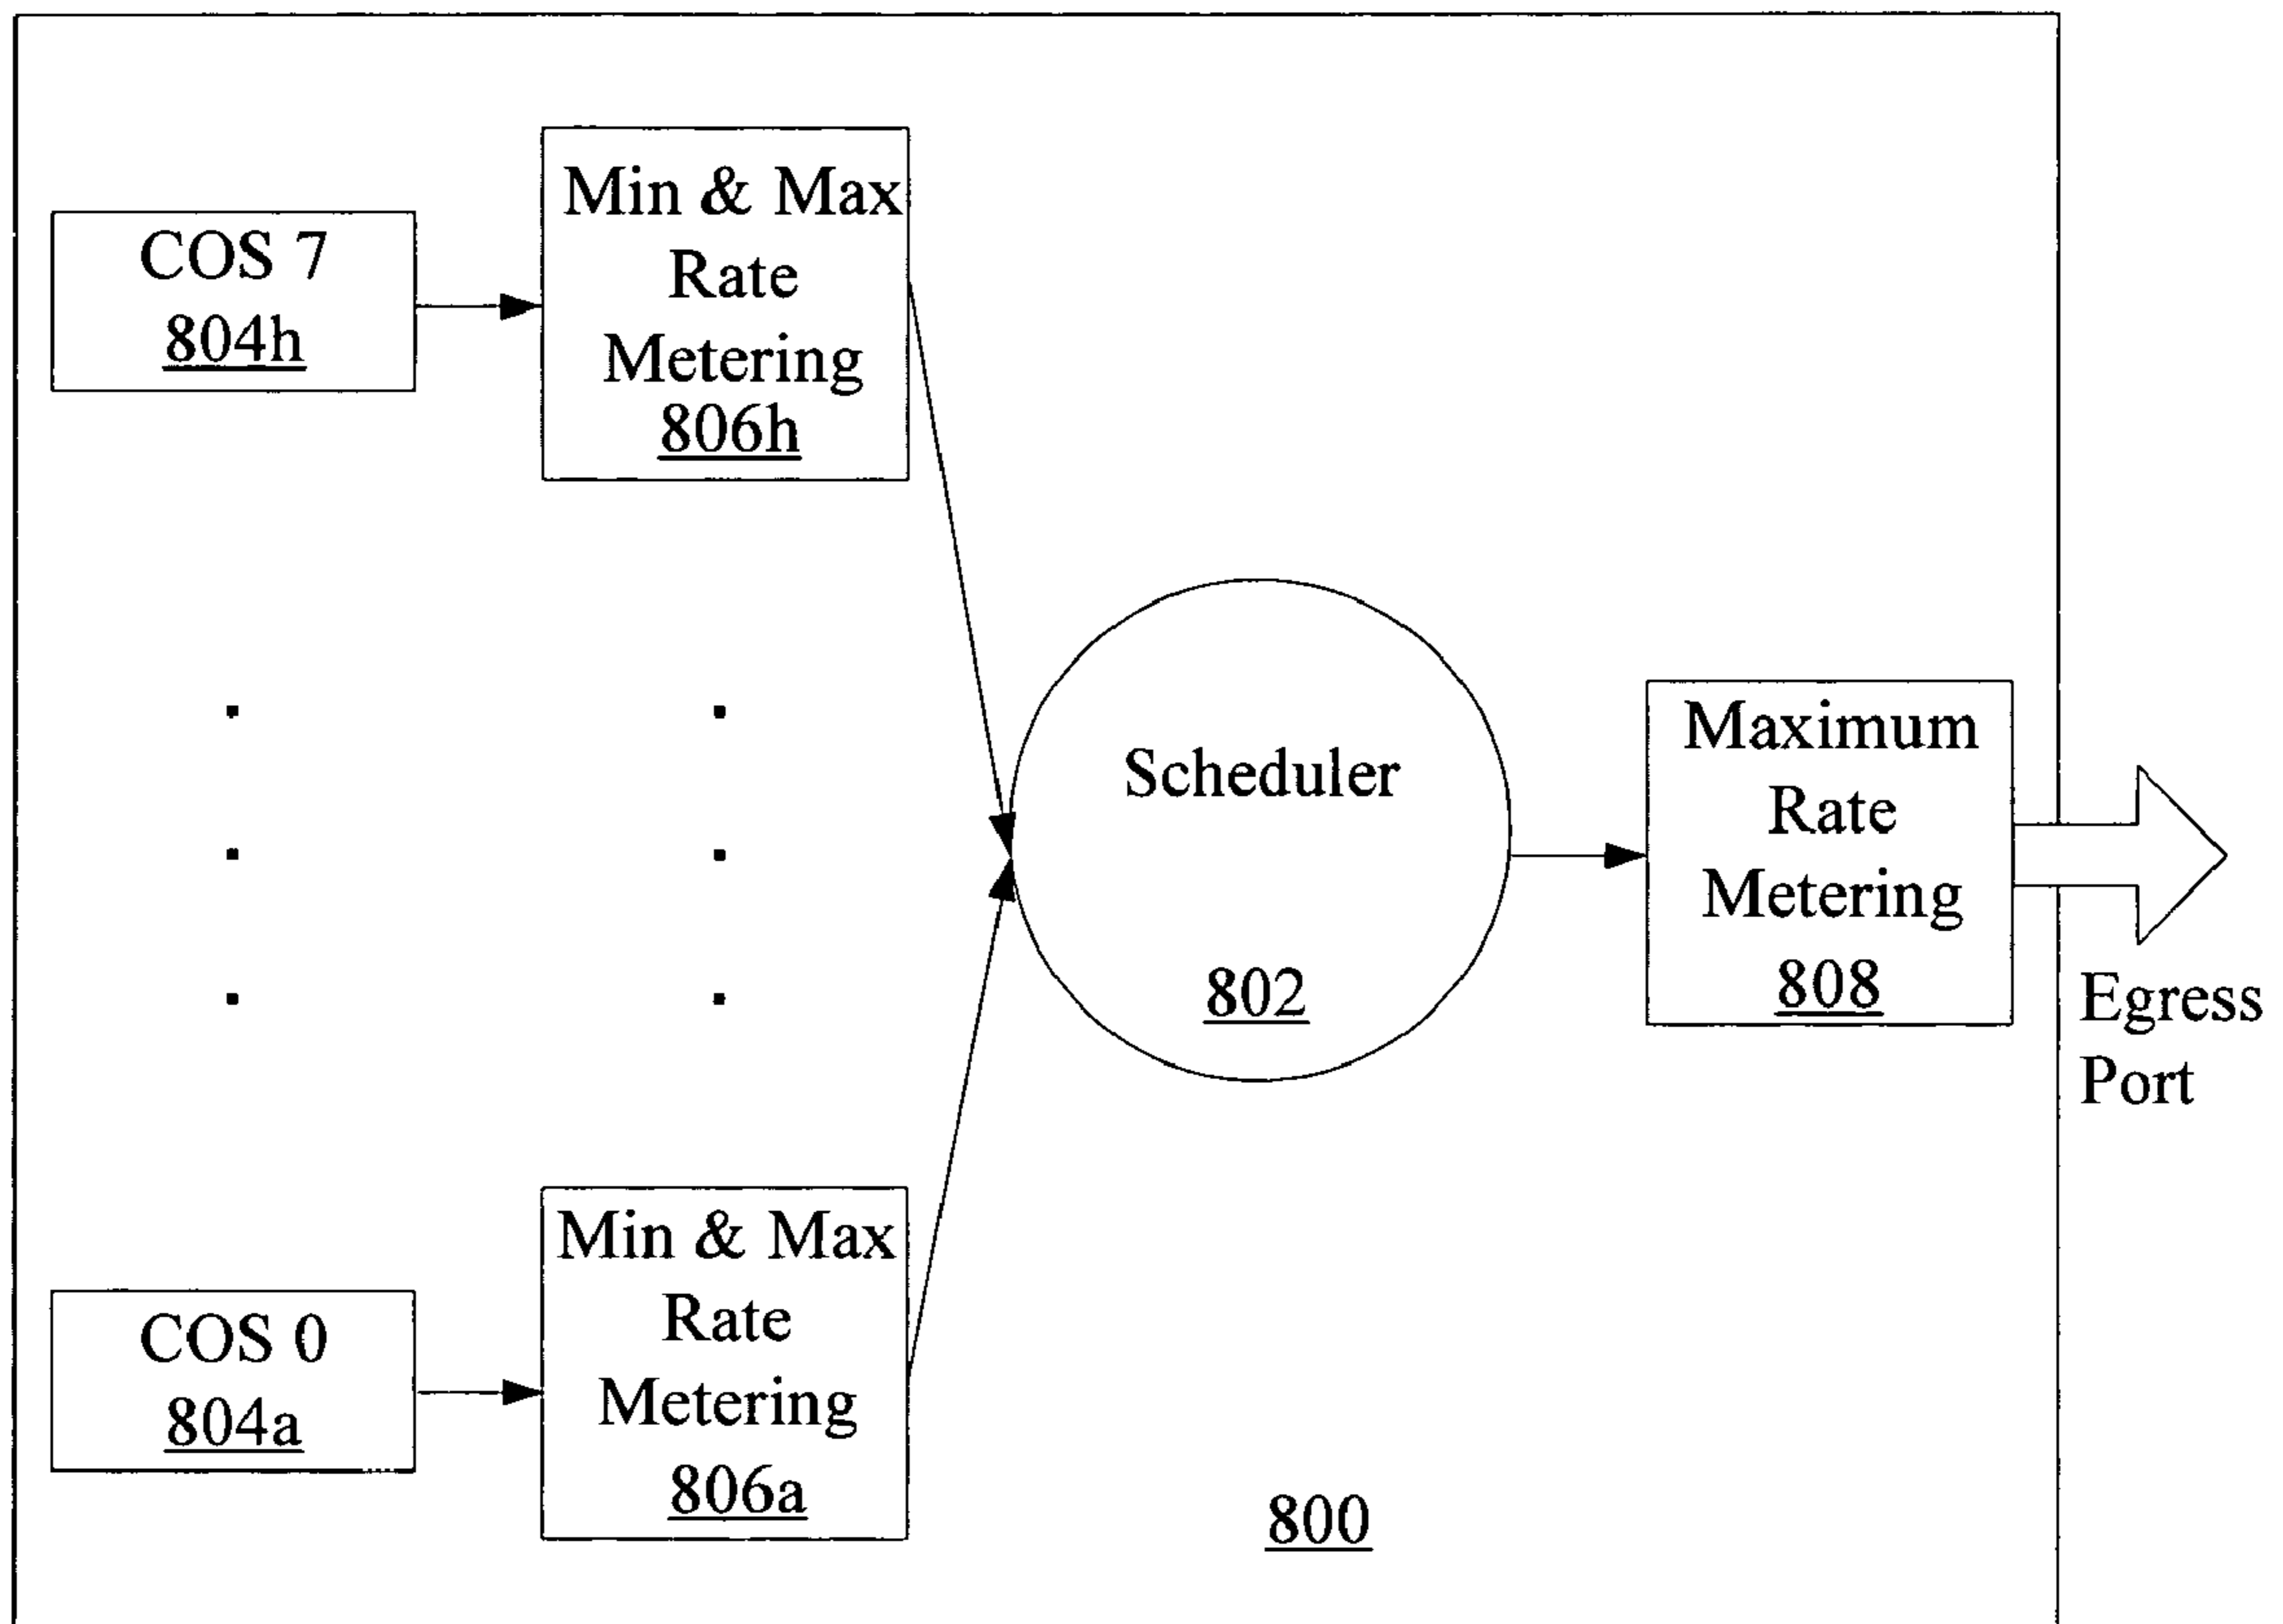 COS 7
804h
Min & Max
Rate
Metering
806h
Scheduler
802
Maximum
Rate
Metering
808
Egress
Port
COS 0
804a
Min & Max
Rate
Metering
806a
800